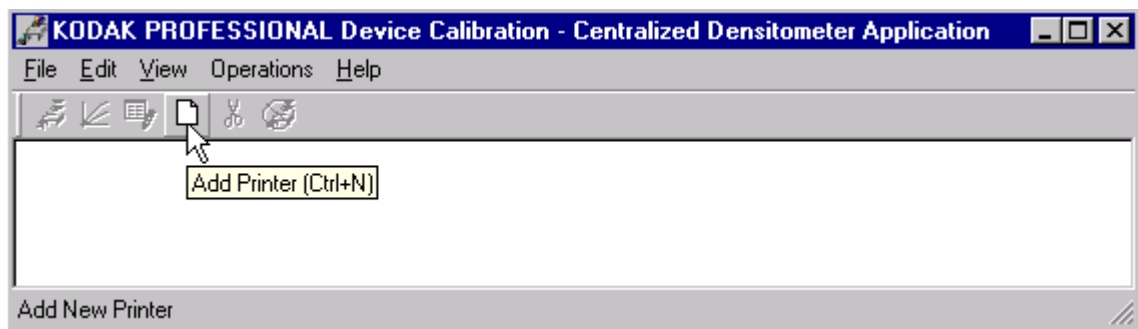 KODAK PROFESSIONAL Device Calibration - Centralized Densitometer Application
File Edit View Operations Help
Add Printer (Ctrl+N)
Add New Printer